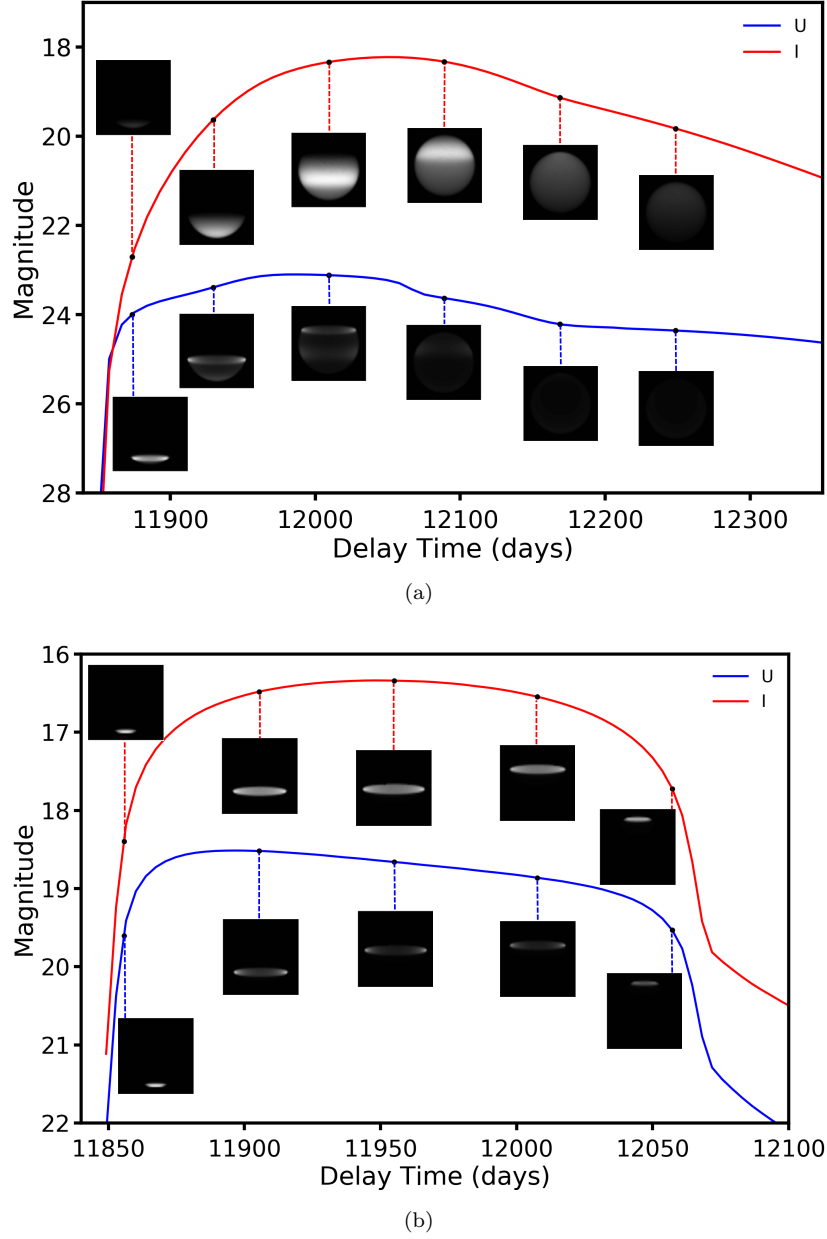 U
I
18
20
22
24
26
28
Magnitude
11900 12000 12100 12200 12300
Delay Time (days)
(a)
U
I
16
17
18
19
20
21
22
Magnitude
11850 11900 11950 12000 12050 12100
Delay Time (days)
(b)